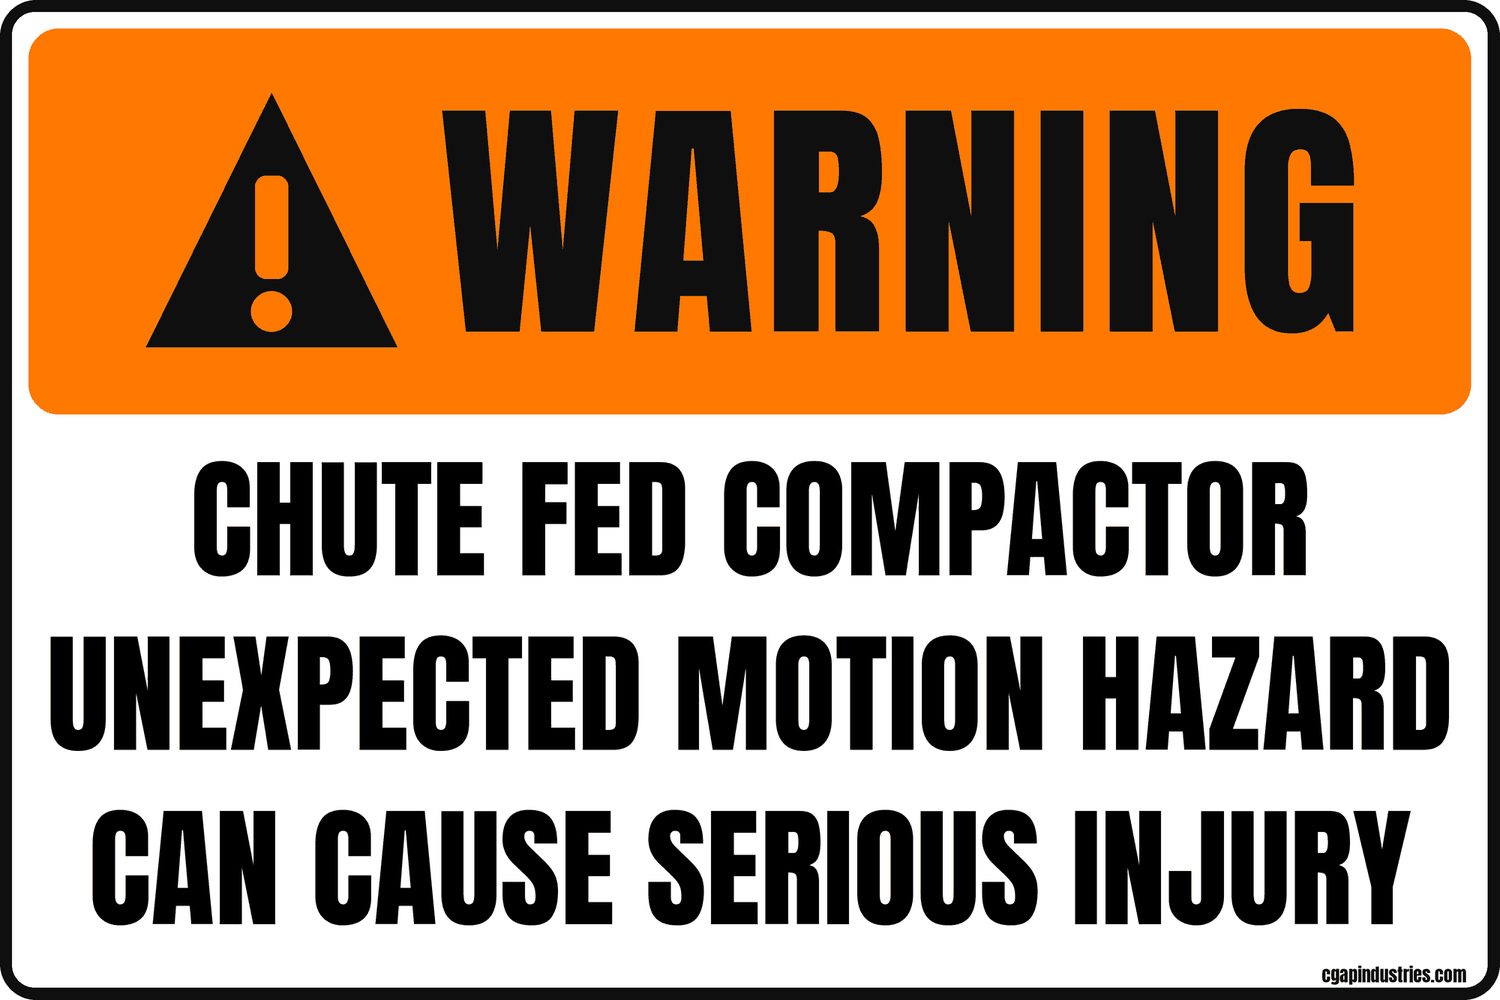 WARNING
CHUTE FED COMPACTOR
UNEXPECTED MOTION HAZARD
CAN CAUSE SERIOUS INJURY
cgapindustries.com